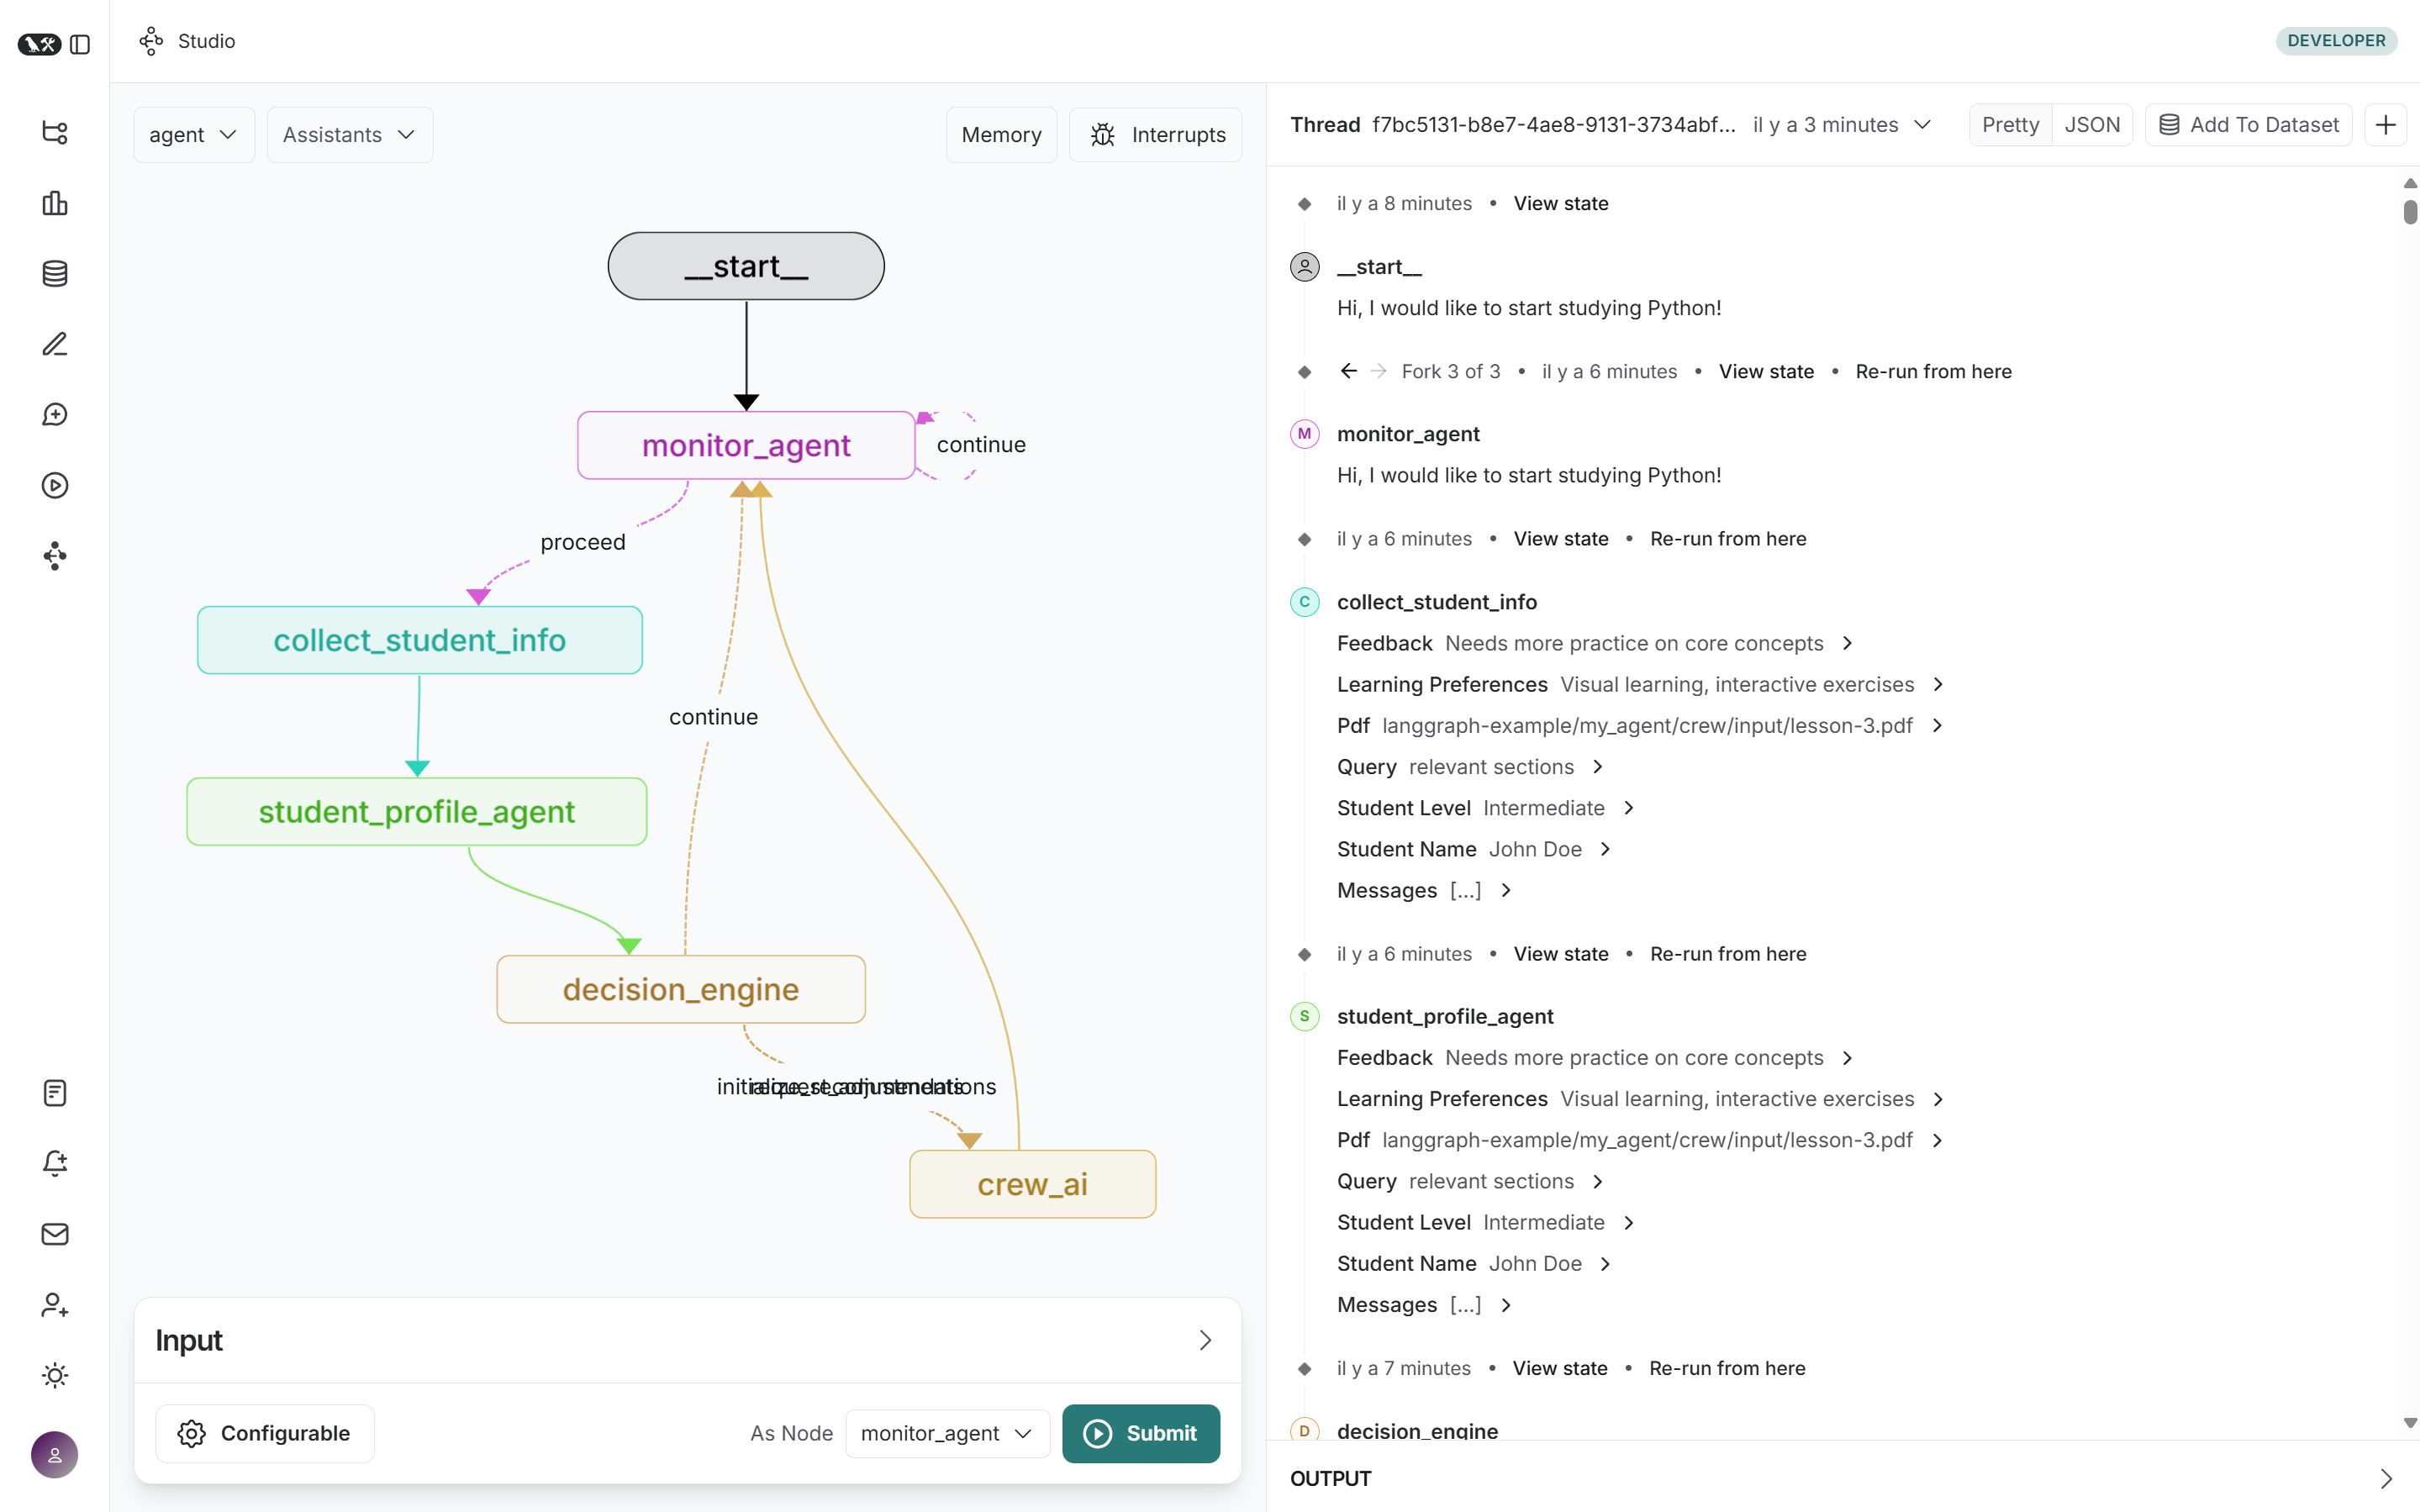 Studio
DEVELOPER
agent
Assistants
Memory
Interrupts
__start__
monitor_agent
continue
proceed
collect_student_info
continue
student_profile_agent
decision_engine
crew_ai
Input
Configurable
As Node
monitor_agent
Submit
Thread f7bc5131-b8e7-4ae8-9131-3734abf... il y a 3 minutes
Pretty
JSON
Add To Dataset
il y a 8 minutes • View state
__start__
Hi, I would like to start studying Python!
Fork 3 of 3 • il y a 6 minutes • View state • Re-run from here
M
monitor_agent
Hi, I would like to start studying Python!
il y a 6 minutes • View state • Re-run from here
C
collect_student_info
Feedback Needs more practice on core concepts
Learning Preferences Visual learning, interactive exercises
Pdf langgraph-example/my_agent/crew/input/lesson-3.pdf
Query relevant sections
Student Level Intermediate
Student Name John Doe
Messages [...]
il y a 6 minutes • View state • Re-run from here
S
student_profile_agent
Feedback Needs more practice on core concepts
Learning Preferences Visual learning, interactive exercises
Pdf langgraph-example/my_agent/crew/input/lesson-3.pdf
Query relevant sections
Student Level Intermediate
Student Name John Doe
Messages [...]
il y a 7 minutes • View state • Re-run from here
D
decision_engine
OUTPUT